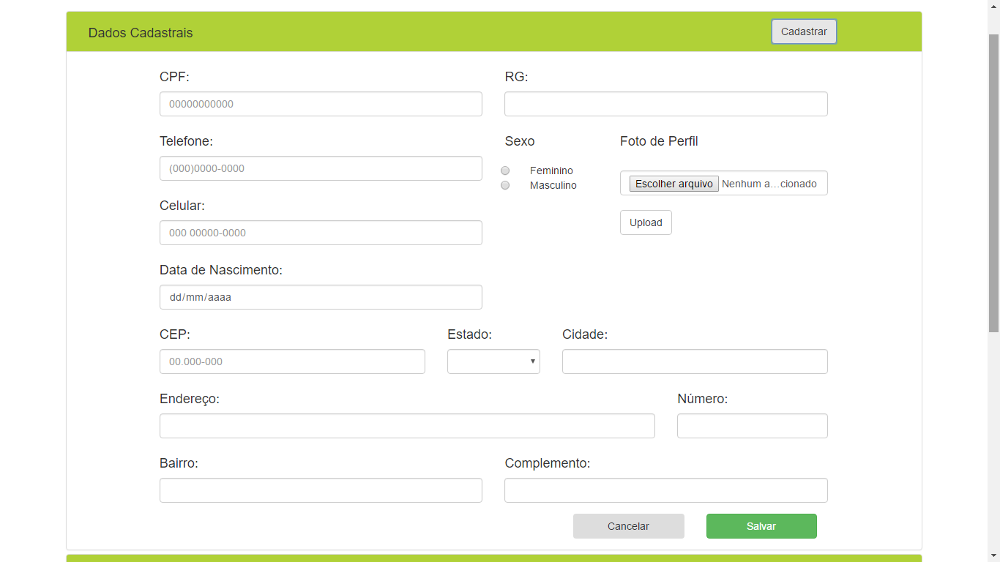 Dados Cadastrais
Cadastrar
CPF:
RG:
00000000000
Telefone:
Sexo
Foto de Perfil
(000)0000-0000
Feminino
Masculino
Escolher arquivo Nenhum a...cionado
Celular:
Upload
000 00000-0000
Data de Nascimento:
dd/mm/aaaa
CEP:
Estado:
Cidade:
00.000-000
Endereço:
Número:
Bairro:
Complemento:
Cancelar
Salvar